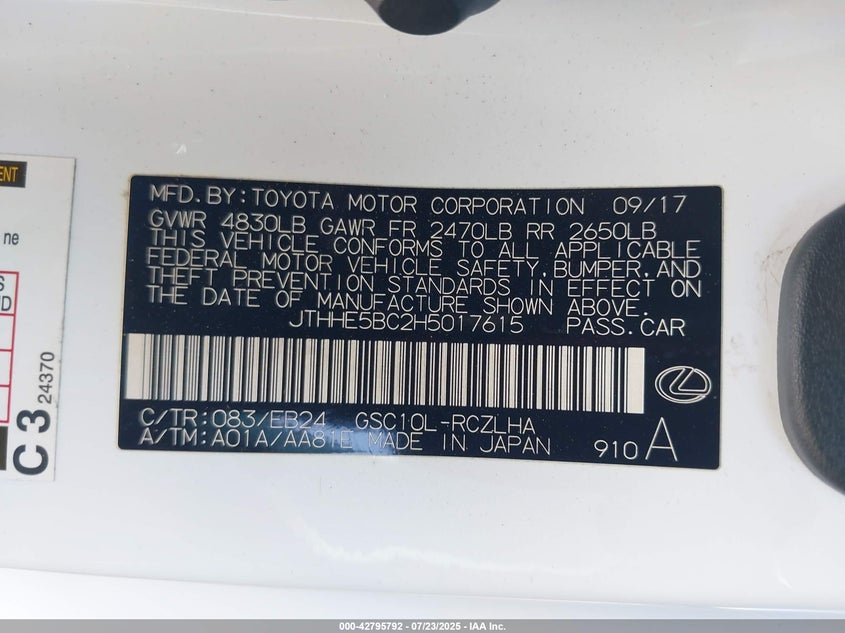 MFD. BY: TOYOTA MOTOR CORPORATION 09/17
GVWR 4830LB GAWR FR 2470LB RR 2650LB
THIS VEHICLE CONFORMS TO ALL APPLICABLE
FEDERAL MOTOR VEHICLE SAFETY, BUMPER, AND
THEFT PREVENTION STANDARDS IN EFFECT ON
THE DATE OF MANUFACTURE SHOWN ABOVE.
JTHHE5BC2H5017615 PASS. CAR
C/TR: 083/EB24 GSC10L-RCZLHA
A/TM: A01A/AA81E MADE IN JAPAN 910 A
ENT
ne
S
D
C 3 24370
000-42795792 / 07/23/2025 - IAA Inc.